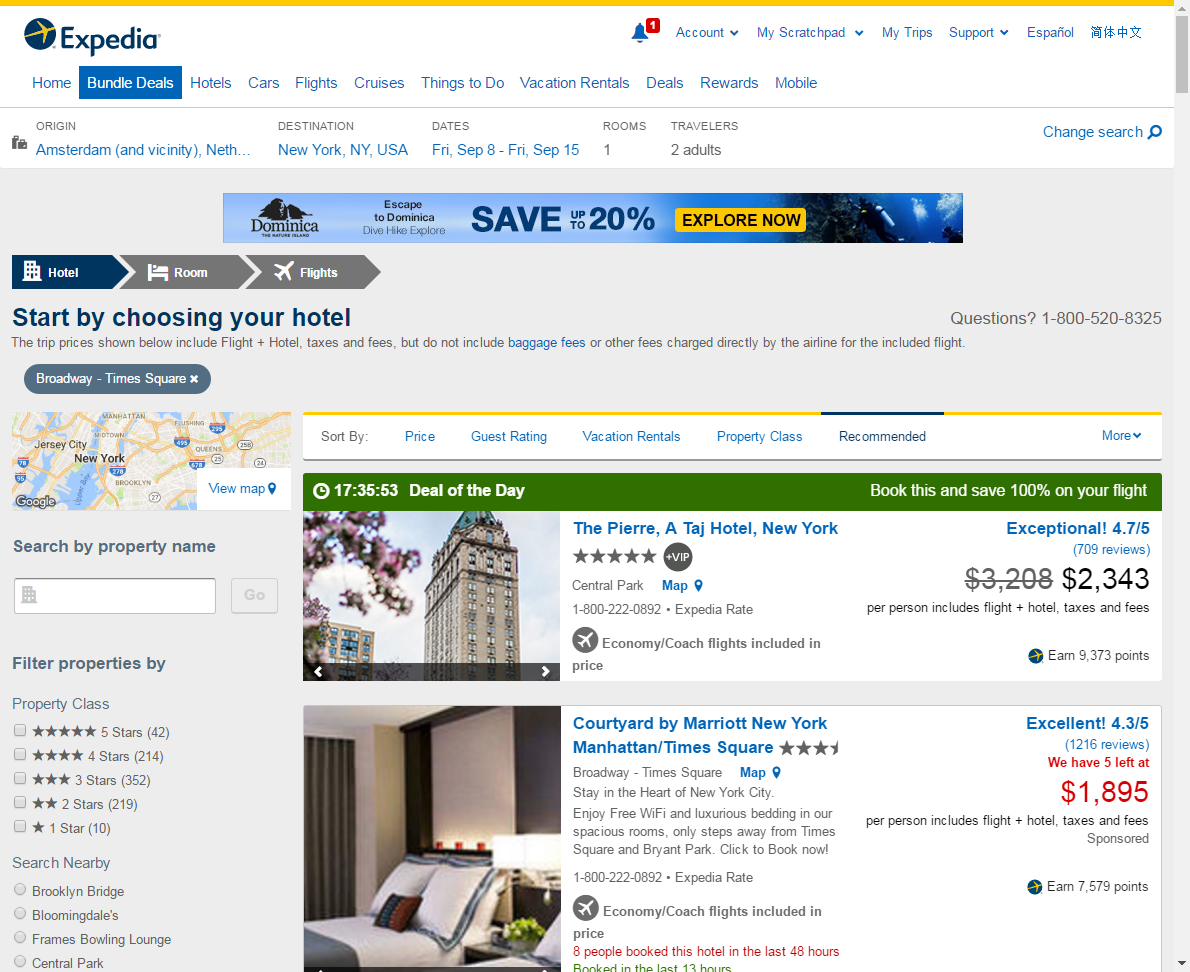 Expedia
1
Account
My Scratchpad
My Trips
Support
Español
简体中文
Home
Bundle Deals
Hotels
Cars
Flights
Cruises
Things to Do
Vacation Rentals
Deals
Rewards
Mobile
ORIGIN
DESTINATION
DATES
ROOMS
TRAVELERS
Amsterdam (and vicinity), Neth...
New York, NY, USA
Fri, Sep 8 - Fri, Sep 15
1
2 adults
Change search
Dominica
THE NATURE ISLAND
Escape
to Dominica
Dive Hike Explore
SAVE UP TO 20%
EXPLORE NOW
Hotel
Room
Flights
Start by choosing your hotel
Questions? 1-800-520-8325
The trip prices shown below include Flight + Hotel, taxes and fees, but do not include baggage fees or other fees charged directly by the airline for the included flight.
Broadway - Times Square ×
MANHATTAN
FLUSHING
295
Jersey City
MIDTOWN
495
258
New York
QUEENS
25
24
78
278
678
95
BROOKLYN
27
Upper Bay
Google
View map
Sort By:
Price
Guest Rating
Vacation Rentals
Property Class
Recommended
More
17:35:53 Deal of the Day
Book this and save 100% on your flight
The Pierre, A Taj Hotel, New York
+VIP
Central Park
Map
1-800-222-0892 • Expedia Rate
Economy/Coach flights included in
price
Exceptional! 4.7/5
(709 reviews)
$3,208 $2,343
per person includes flight + hotel, taxes and fees
Earn 9,373 points
Search by property name
Go
Filter properties by
Property Class
5 Stars (42)
4 Stars (214)
3 Stars (352)
2 Stars (219)
1 Star (10)
Search Nearby
Brooklyn Bridge
Bloomingdale's
Frames Bowling Lounge
Central Park
Courtyard by Marriott New York
Manhattan/Times Square
Broadway - Times Square
Map
Stay in the Heart of New York City.
Enjoy Free WiFi and luxurious bedding in our
spacious rooms, only steps away from Times
Square and Bryant Park. Click to Book now!
1-800-222-0892 • Expedia Rate
Economy/Coach flights included in
price
8 people booked this hotel in the last 48 hours
Booked in the last 13 hours
Excellent! 4.3/5
(1216 reviews)
We have 5 left at
$1,895
per person includes flight + hotel, taxes and fees
Sponsored
Earn 7,579 points